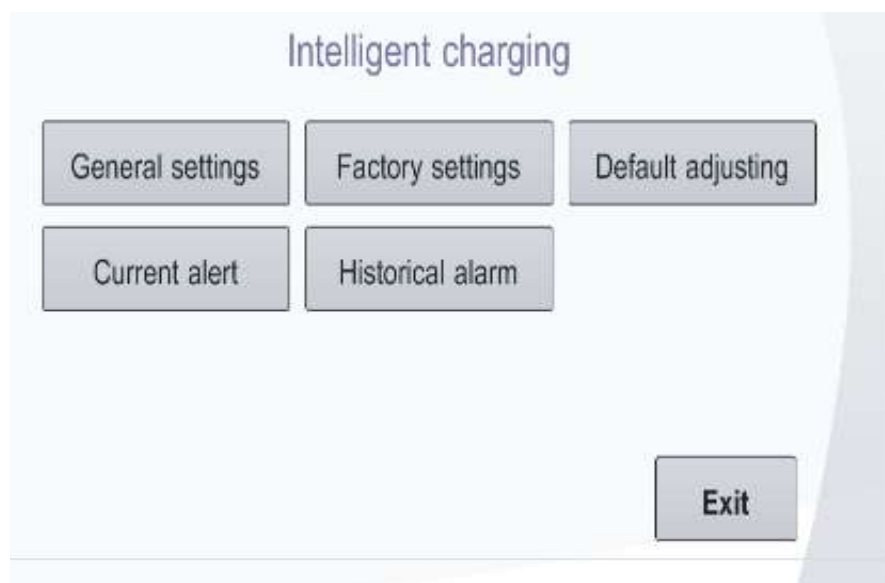 Intelligent charging
General settings
Factory settings
Default adjusting
Current alert
Historical alarm
Exit